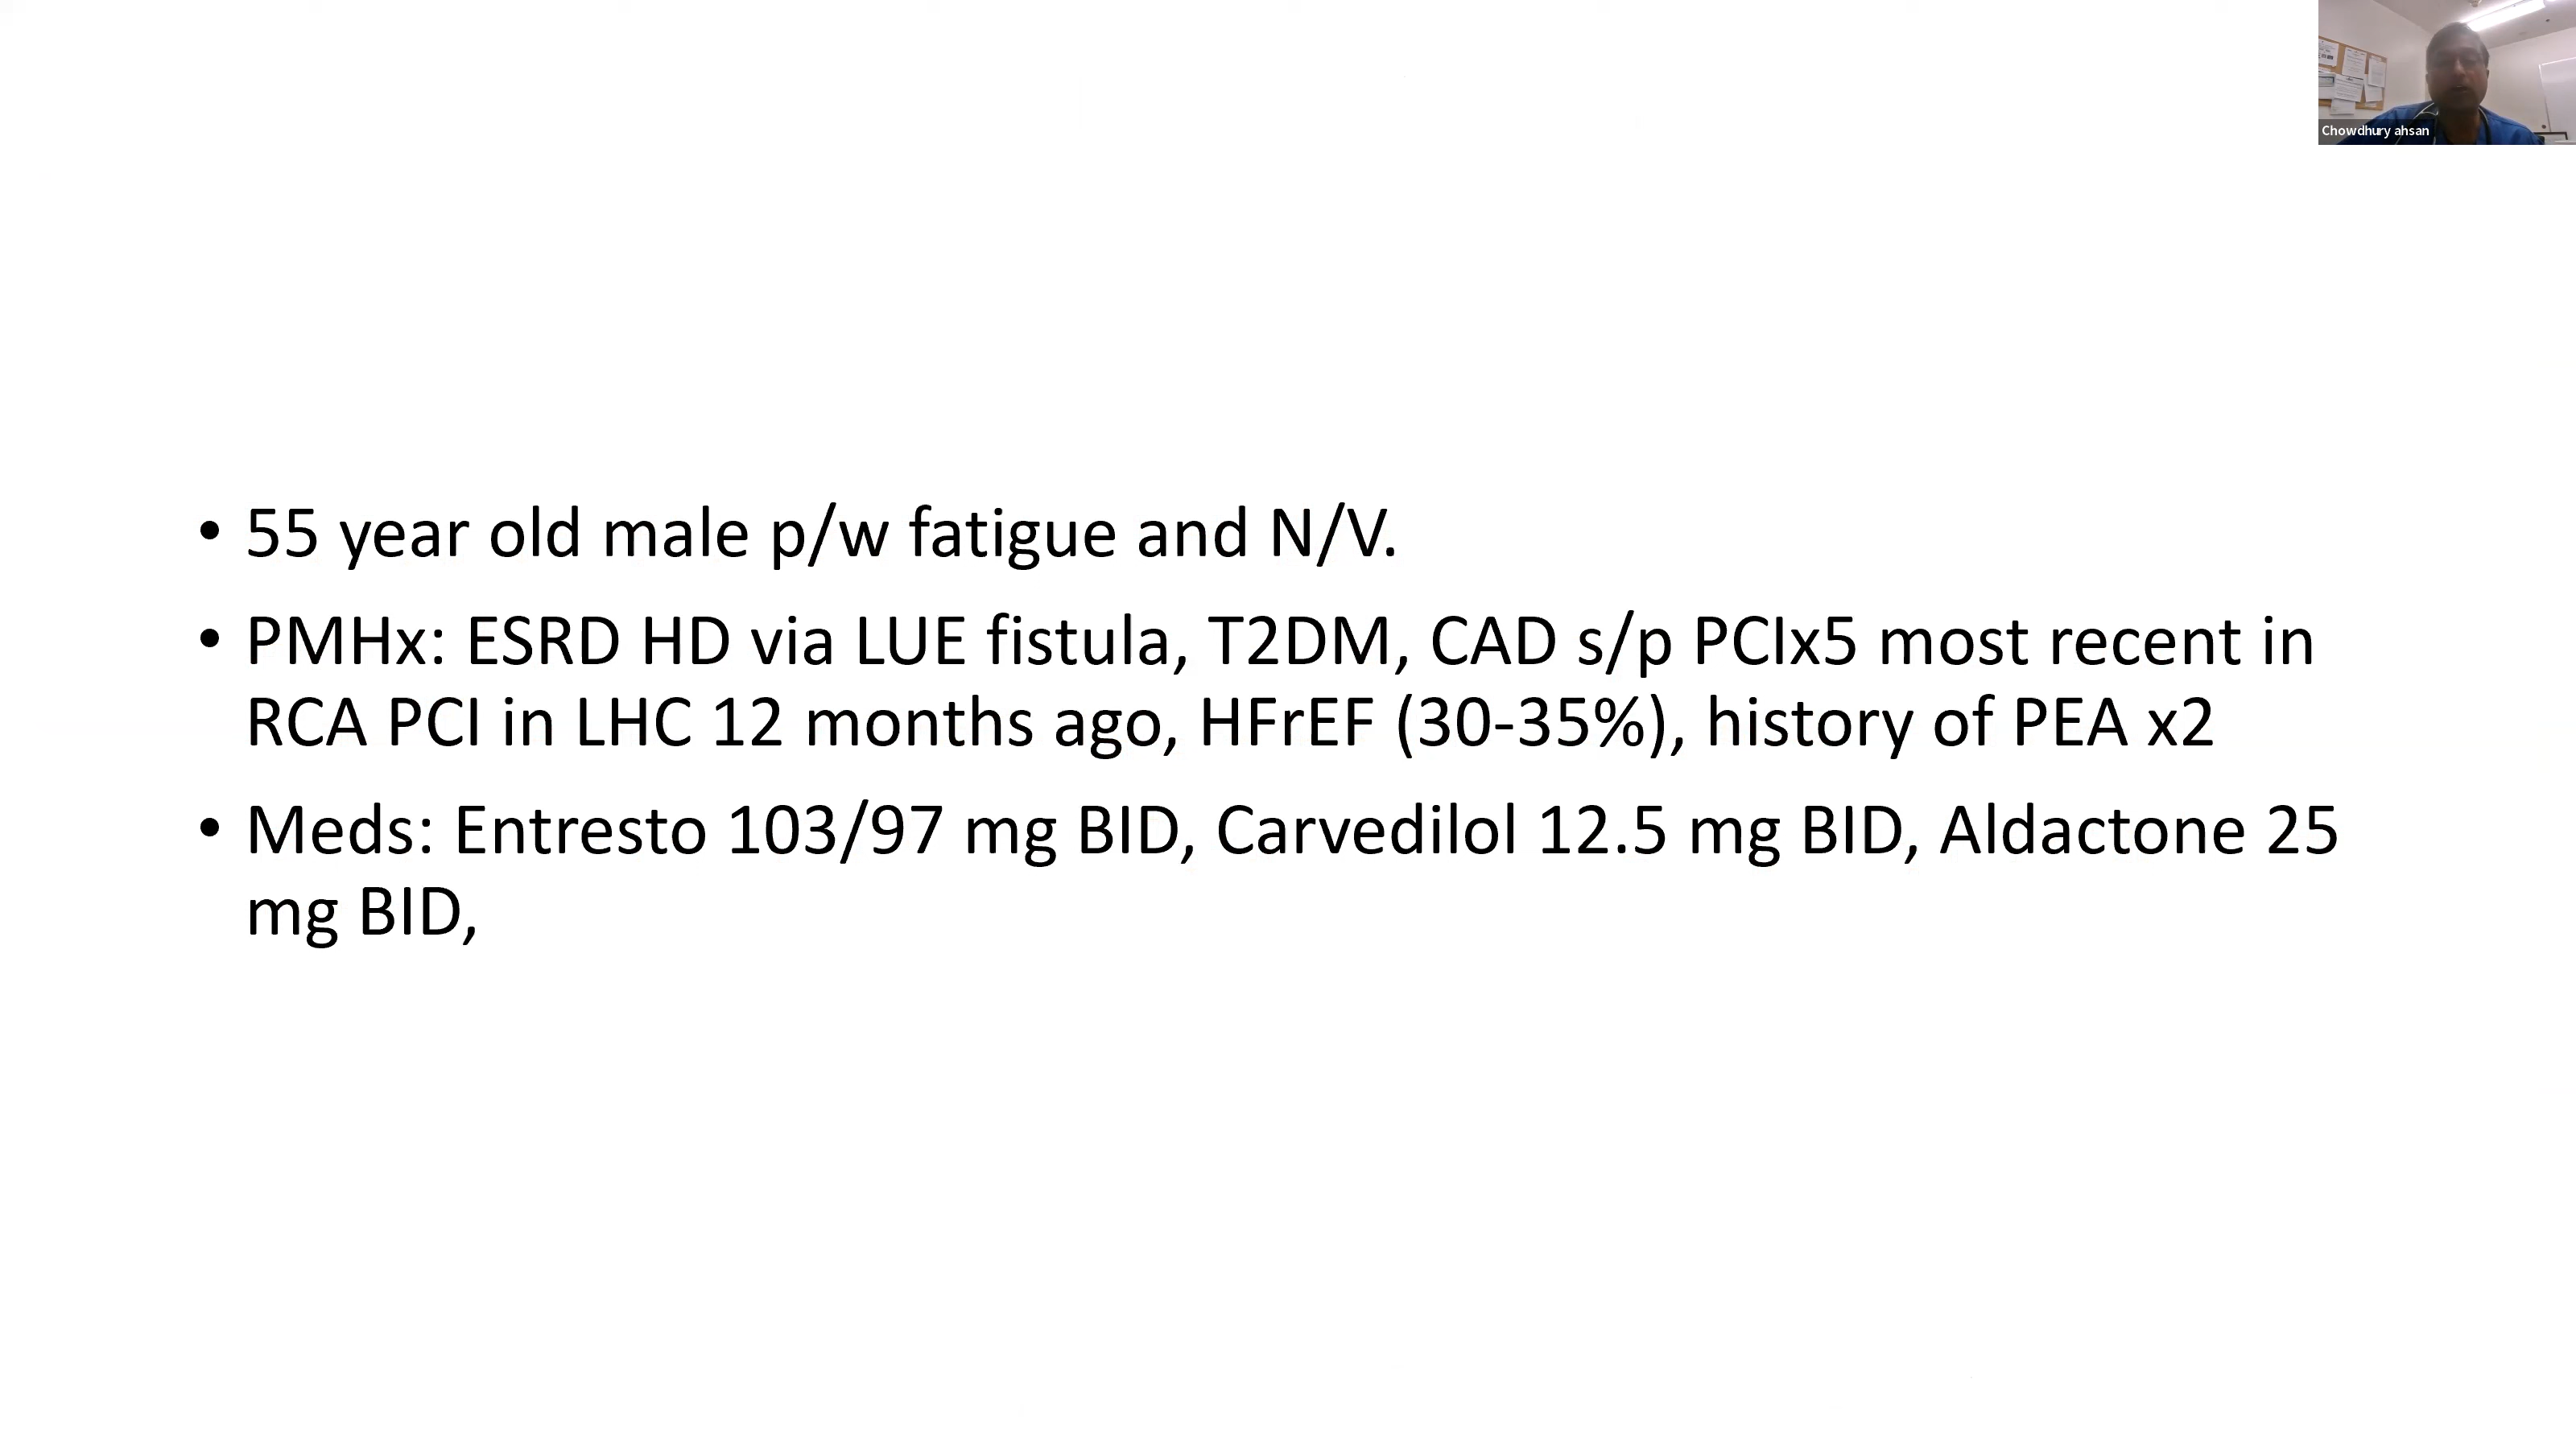 Chowdhury ahsan
• 55 year old male p/w fatigue and N/V.
• PMHx: ESRD HD via LUE fistula, T2DM, CAD s/p PCIx5 most recent in
RCA PCI in LHC 12 months ago, HFrEF (30-35%), history of PEA x2
• Meds: Entresto 103/97 mg BID, Carvedilol 12.5 mg BID, Aldactone 25
mg BID,